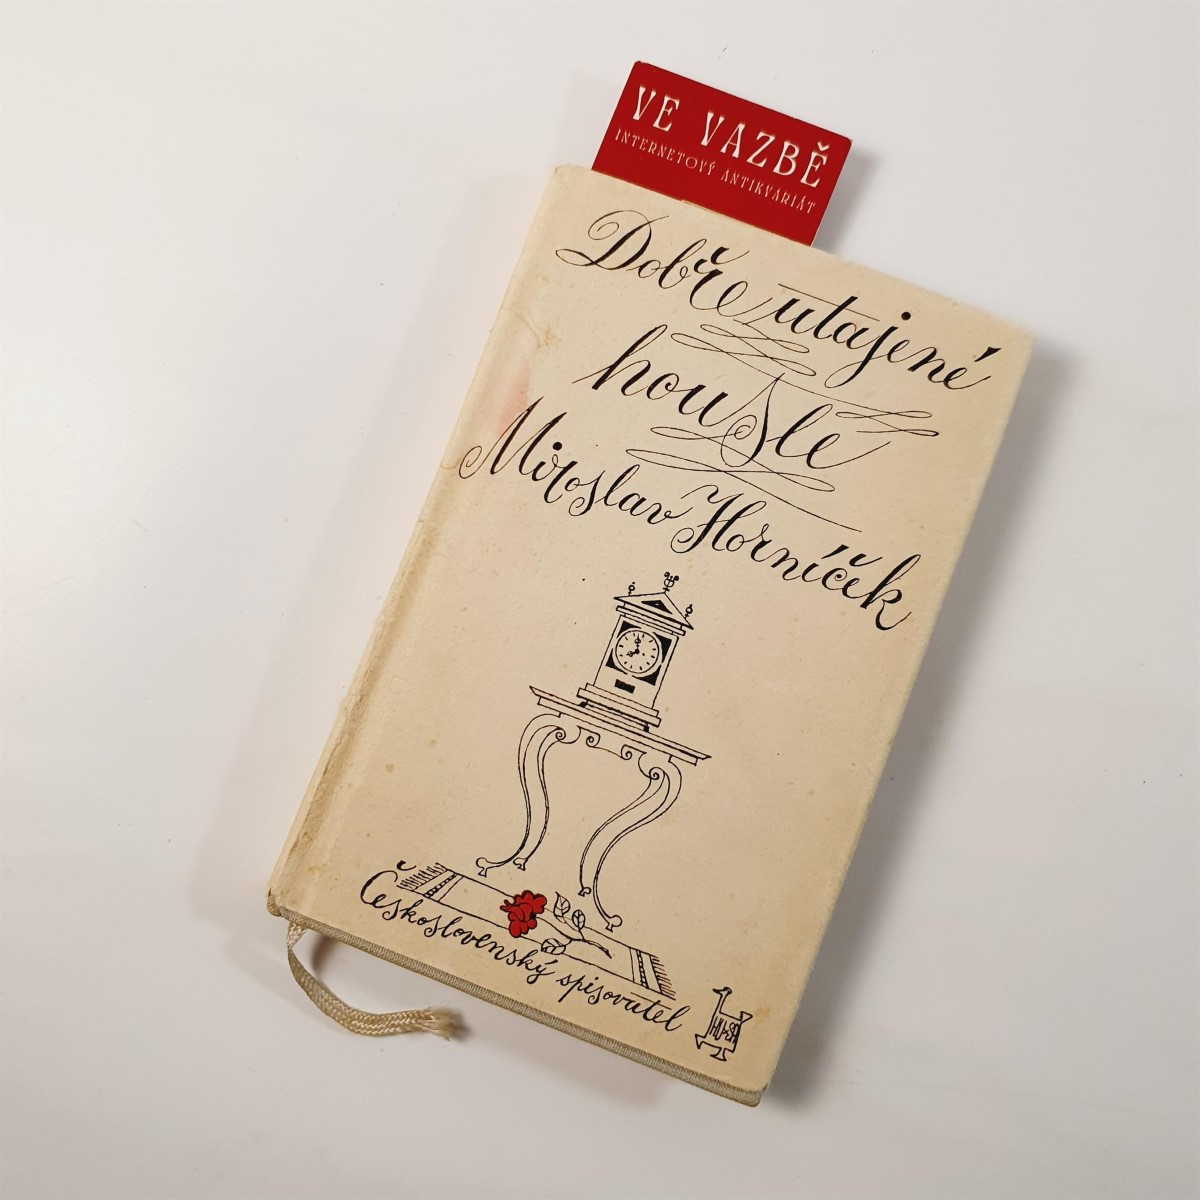 VE VAZBĚ
INTERNETOVÝ ANTIKVARIÁT
Dobře utajené
housle
Miroslav Horníček
Československý spisovatel